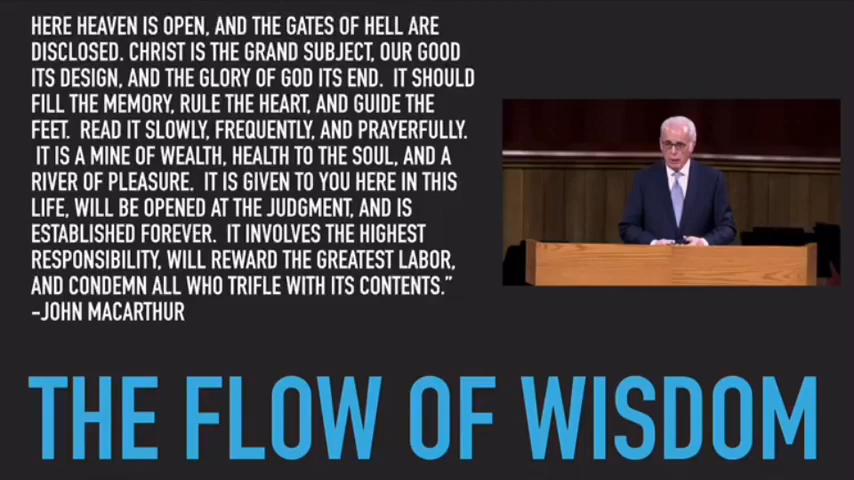 HERE HEAVEN IS OPEN, AND THE GATES OF HELL ARE
DISCLOSED. CHRIST IS THE GRAND SUBJECT, OUR GOOD
ITS DESIGN, AND THE GLORY OF GOD ITS END. IT SHOULD
FILL THE MEMORY, RULE THE HEART, AND GUIDE THE
FEET. READ IT SLOWLY, FREQUENTLY, AND PRAYERFULLY.
IT IS A MINE OF WEALTH, HEALTH TO THE SOUL, AND A
RIVER OF PLEASURE. IT IS GIVEN TO YOU HERE IN THIS
LIFE, WILL BE OPENED AT THE JUDGMENT, AND IS
ESTABLISHED FOREVER. IT INVOLVES THE HIGHEST
RESPONSIBILITY, WILL REWARD THE GREATEST LABOR,
AND CONDEMN ALL WHO TRIFLE WITH ITS CONTENTS.”
-JOHN MACARTHUR
THE FLOW OF WISDOM